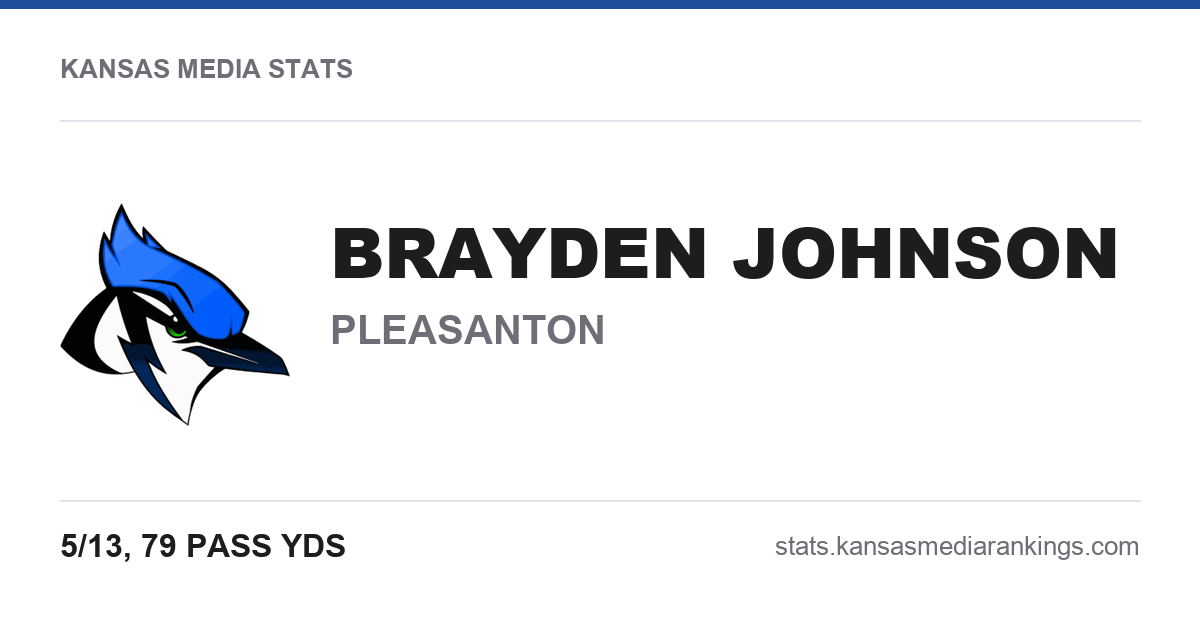 KANSAS MEDIA STATS
BRAYDEN JOHNSON
PLEASANTON
5/13, 79 PASS YDS
stats.kansasmediarankings.com